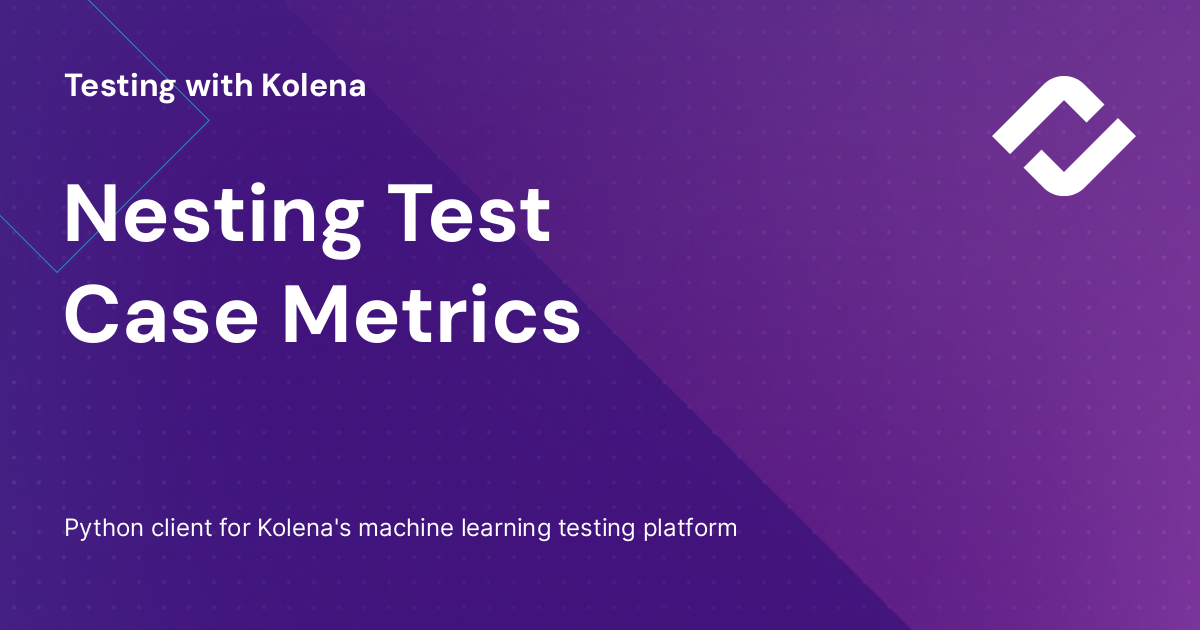 Testing with Kolena
Nesting Test
Case Metrics
Python client for Kolena's machine learning testing platform